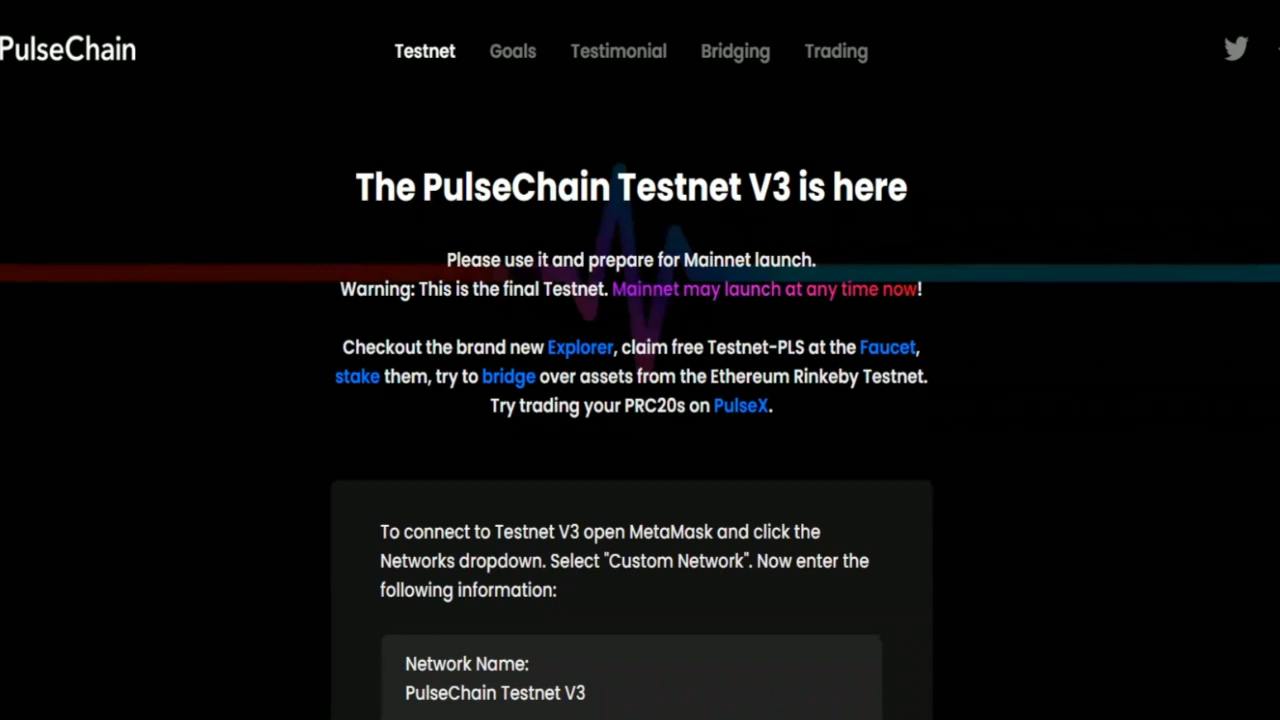 PulseChain
Testnet
Goals
Testimonial
Bridging
Trading
The PulseChain Testnet V3 is here
Please use it and prepare for Mainnet launch.
Warning: This is the final Testnet. Mainnet may launch at any time now!
Checkout the brand new Explorer, claim free Testnet-PLS at the Faucet,
stake them, try to bridge over assets from the Ethereum Rinkeby Testnet.
Try trading your PRC20s on PulseX.
To connect to Testnet V3 open MetaMask and click the
Networks dropdown. Select "Custom Network". Now enter the
following information:
Network Name:
PulseChain Testnet V3